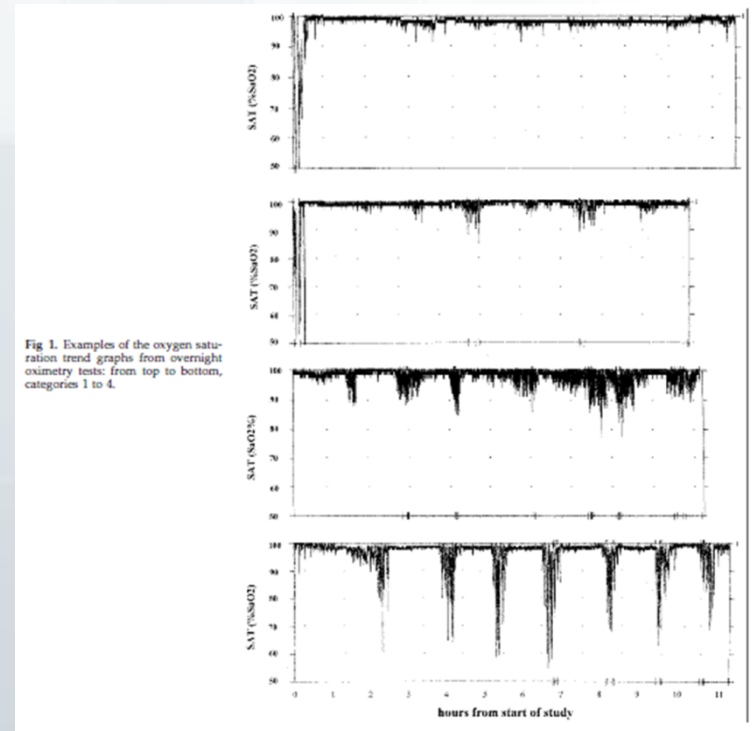 100
90
80
70
60
50
SAT (%SaO2)
100
90
80
70
60
50
SAT (%SaO2)
Fig 1. Examples of the oxygen satu-
ration trend graphs from overnight
oximetry tests: from top to bottom,
categories 1 to 4.
100
90
80
70
60
50
SAT (SaO2%)
100
90
80
70
60
50
SAT (%SaO2)
0 1 2 3 4 5 6 7 8 9 10 11
hours from start of study